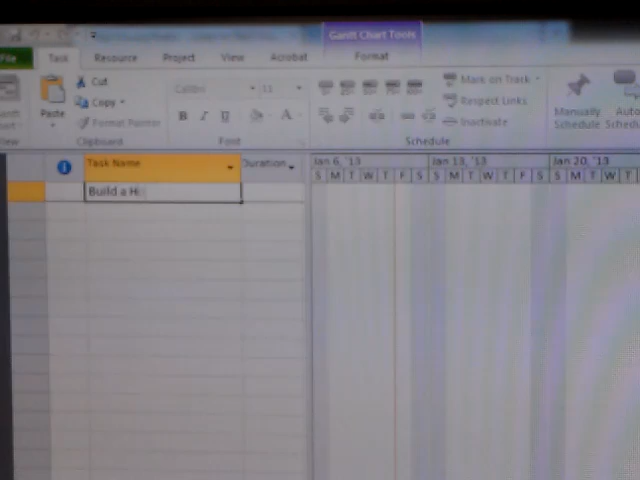 Gantt Chart Tools
File Task Resource Project View Acrobat Format
Cut
Copy
Format Painter
Paste
Calibri 11
B I U A
Mark on Track
Respect Links
Inactivate
Manually Schedule
Clipboard Font Schedule
Task Name Duration Jan 6, '13 Jan 13, '13 Jan 20, '13
S M T W T F S S M T W T F S S M T W T
Build a H